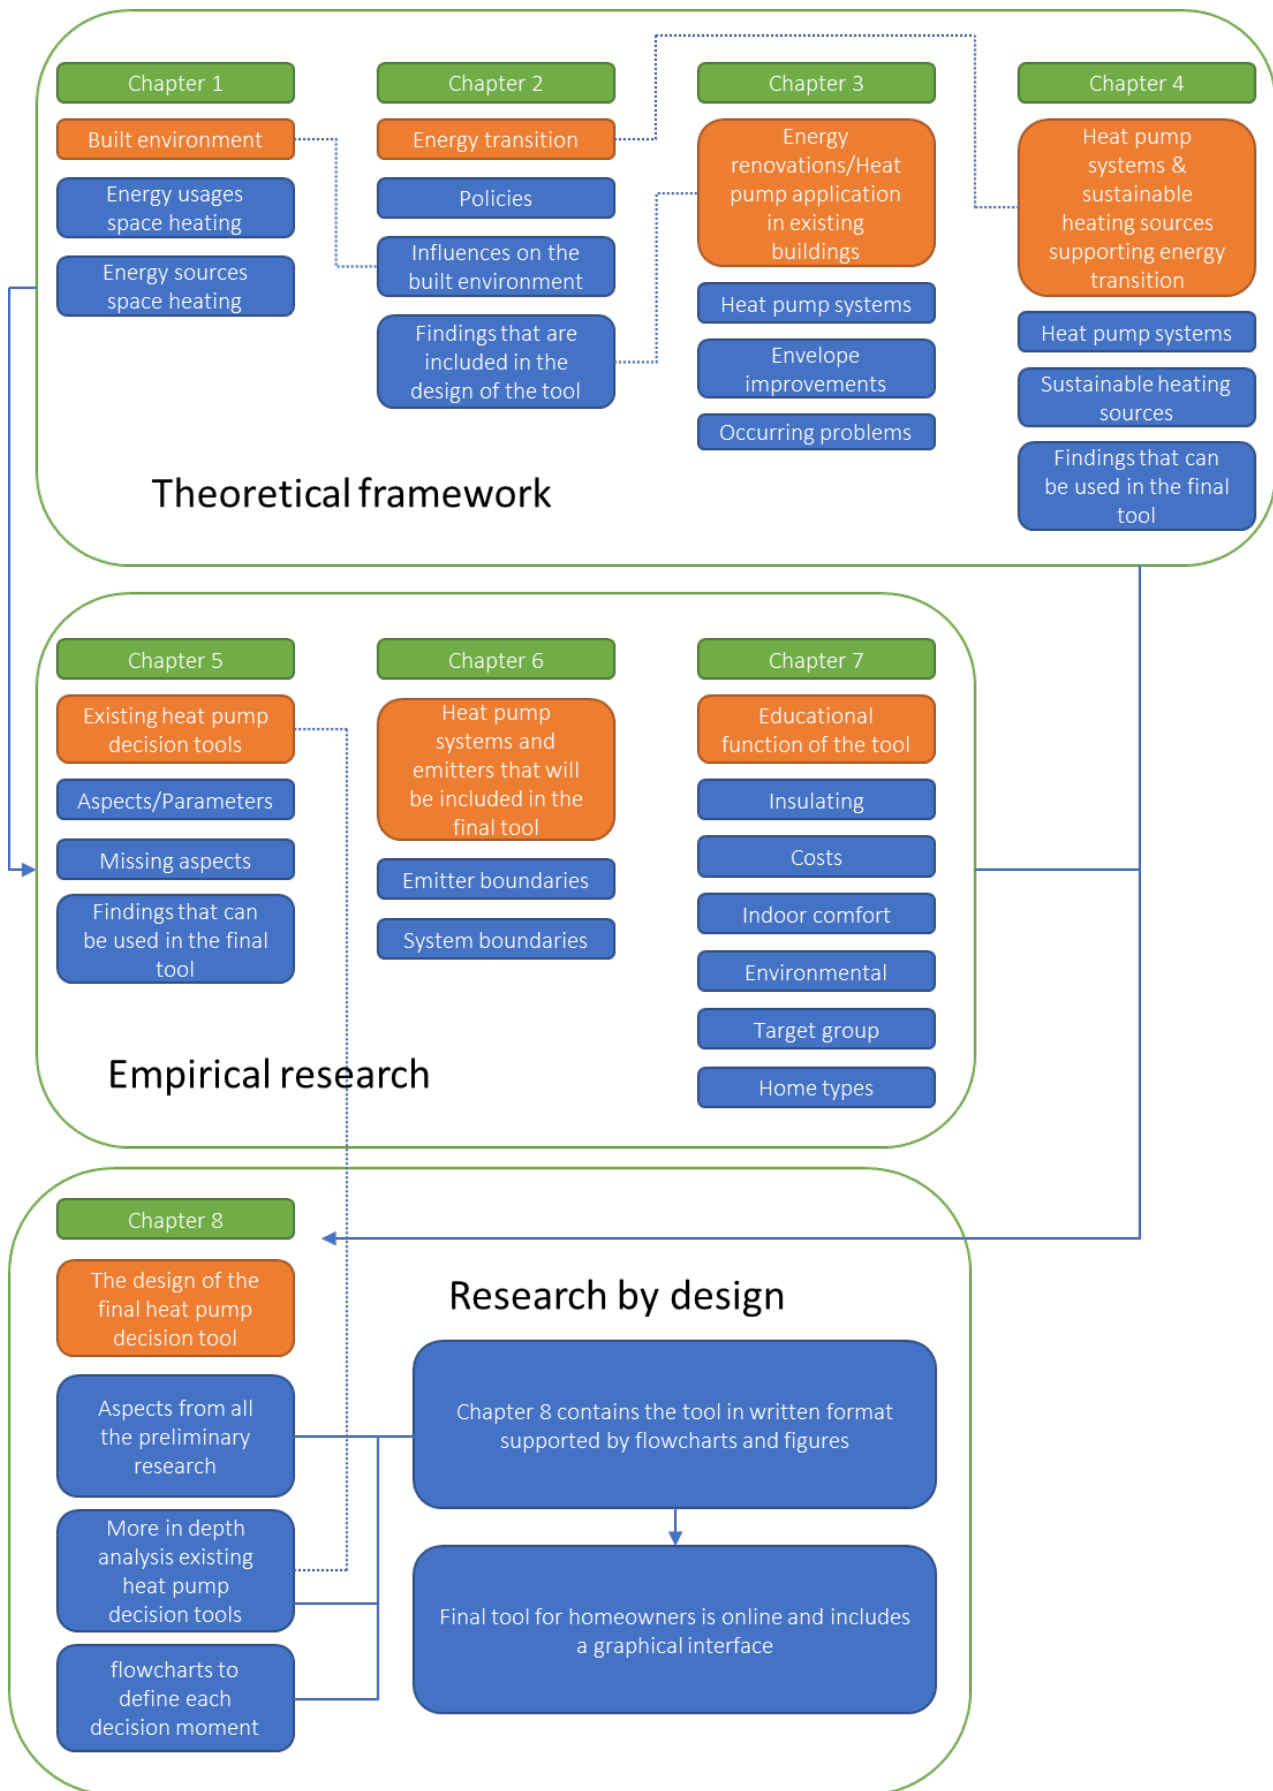 Chapter 1
Built environment
Energy usages
space heating
Energy sources
space heating
Chapter 2
Energy transition
Policies
Influences on the
built environment
Findings that are
included in the
design of the tool
Chapter 3
Energy
renovations/Heat
pump application
in existing
buildings
Heat pump systems
Envelope
improvements
Occurring problems
Chapter 4
Heat pump
systems &
sustainable
heating sources
supporting energy
transition
Heat pump systems
Sustainable heating
sources
Findings that can
be used in the final
tool
Theoretical framework
Chapter 5
Existing heat pump
decision tools
Aspects/Parameters
Missing aspects
Findings that can
be used in the final
tool
Chapter 6
Heat pump
systems and
emitters that will
be included in the
final tool
Emitter boundaries
System boundaries
Chapter 7
Educational
function of the tool
Insulating
Costs
Indoor comfort
Environmental
Target group
Home types
Empirical research
Chapter 8
The design of the
final heat pump
decision tool
Aspects from all
the preliminary
research
More in depth
analysis existing
heat pump
decision tools
flowcharts to
define each
decision moment
Research by design
Chapter 8 contains the tool in written format
supported by flowcharts and figures
Final tool for homeowners is online and includes
a graphical interface